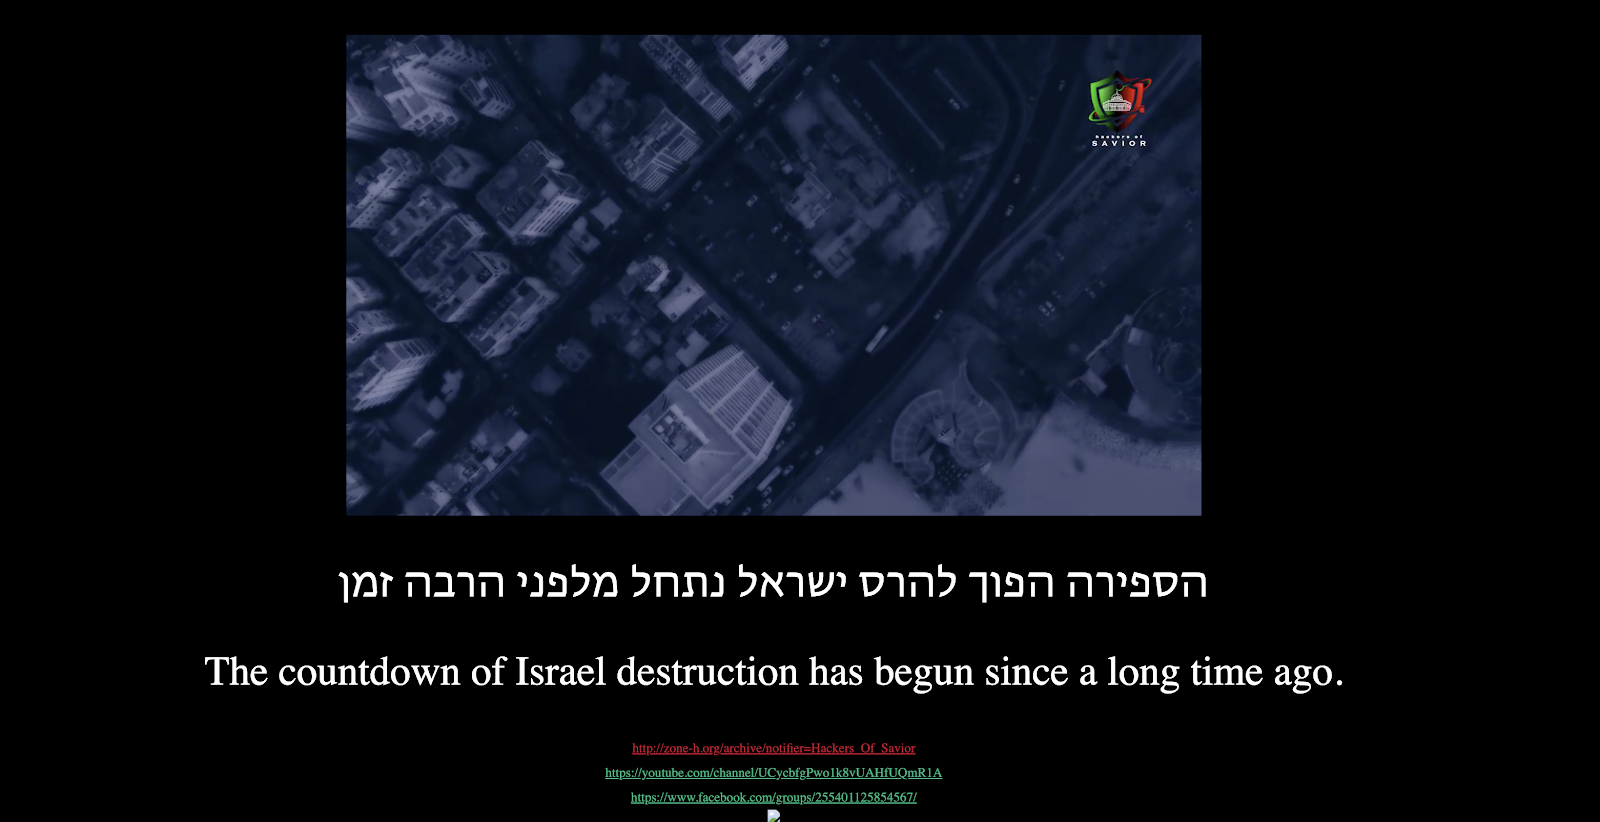 hackers of
SAVIOR
הספירה הפוך להרס ישראל נתחל מלפני הרבה זמן
The countdown of Israel destruction has begun since a long time ago.
http://zone-h.org/archive/notifier=Hackers_Of_Savior
https://youtube.com/channel/UCycbfgPwo1k8vUAHfUQmR1A
https://www.facebook.com/groups/255401125854567/